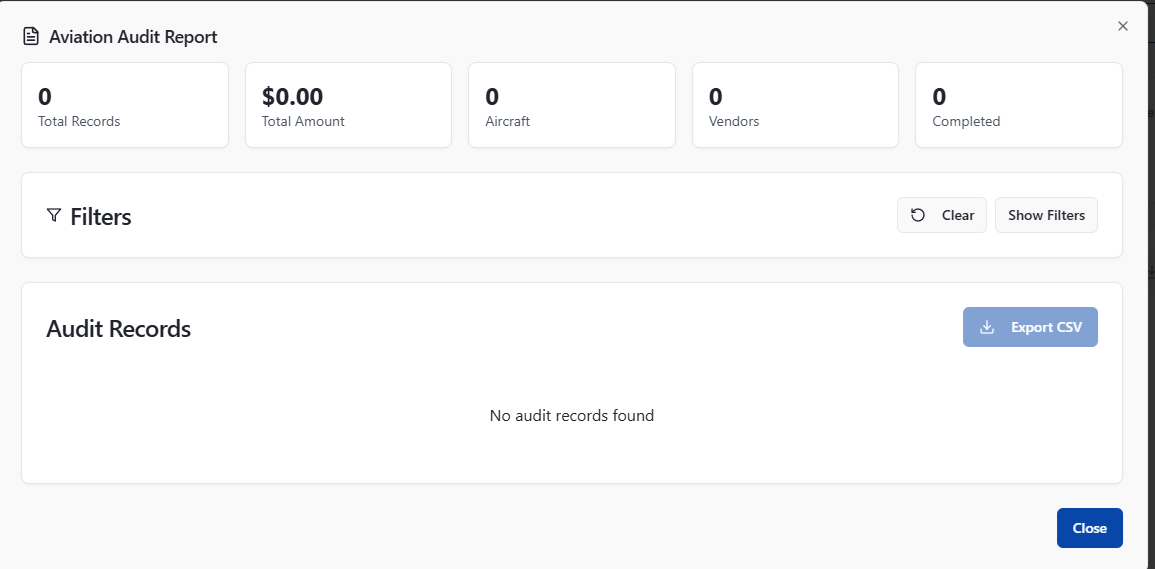 Aviation Audit Report
0
Total Records
$0.00
Total Amount
0
Aircraft
0
Vendors
0
Completed
Filters
Clear
Show Filters
Audit Records
Export CSV
No audit records found
Close